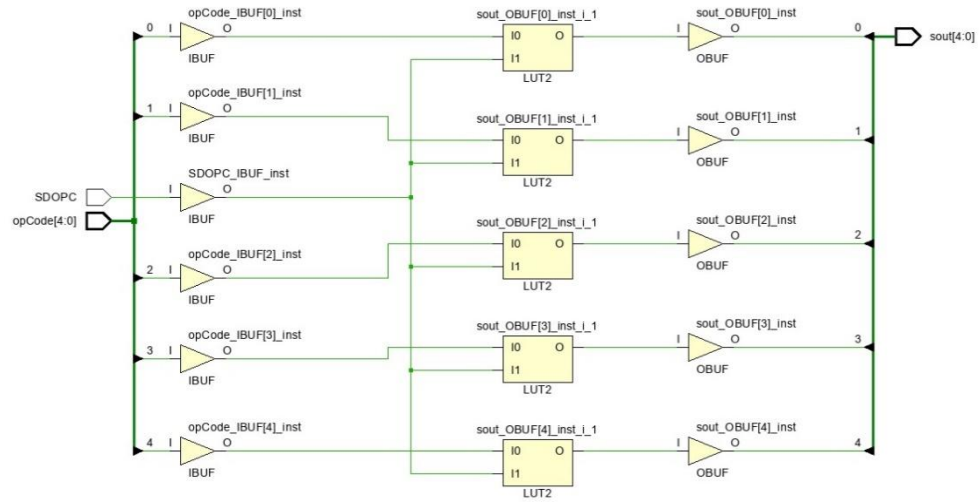 opCode_IBUF[0]_inst
sout_OBUF[0]_inst_i_1
sout_OBUF[0]_inst
0 I O
I0 O
I O
0
sout[4:0]
IBUF
I1
OBUF
LUT2
opCode_IBUF[1]_inst
sout_OBUF[1]_inst_i_1
sout_OBUF[1]_inst
1 I O
I0 O
I O
1
IBUF
I1
OBUF
LUT2
SDOPC_IBUF_inst
SDOPC
I O
IBUF
opCode[4:0]
sout_OBUF[2]_inst_i_1
sout_OBUF[2]_inst
opCode_IBUF[2]_inst
I0 O
I O
2
2 I O
I1
OBUF
IBUF
LUT2
opCode_IBUF[3]_inst
sout_OBUF[3]_inst_i_1
sout_OBUF[3]_inst
3 I O
I0 O
I O
3
IBUF
I1
OBUF
LUT2
opCode_IBUF[4]_inst
sout_OBUF[4]_inst_i_1
sout_OBUF[4]_inst
4 I O
I0 O
I O
4
IBUF
I1
OBUF
LUT2